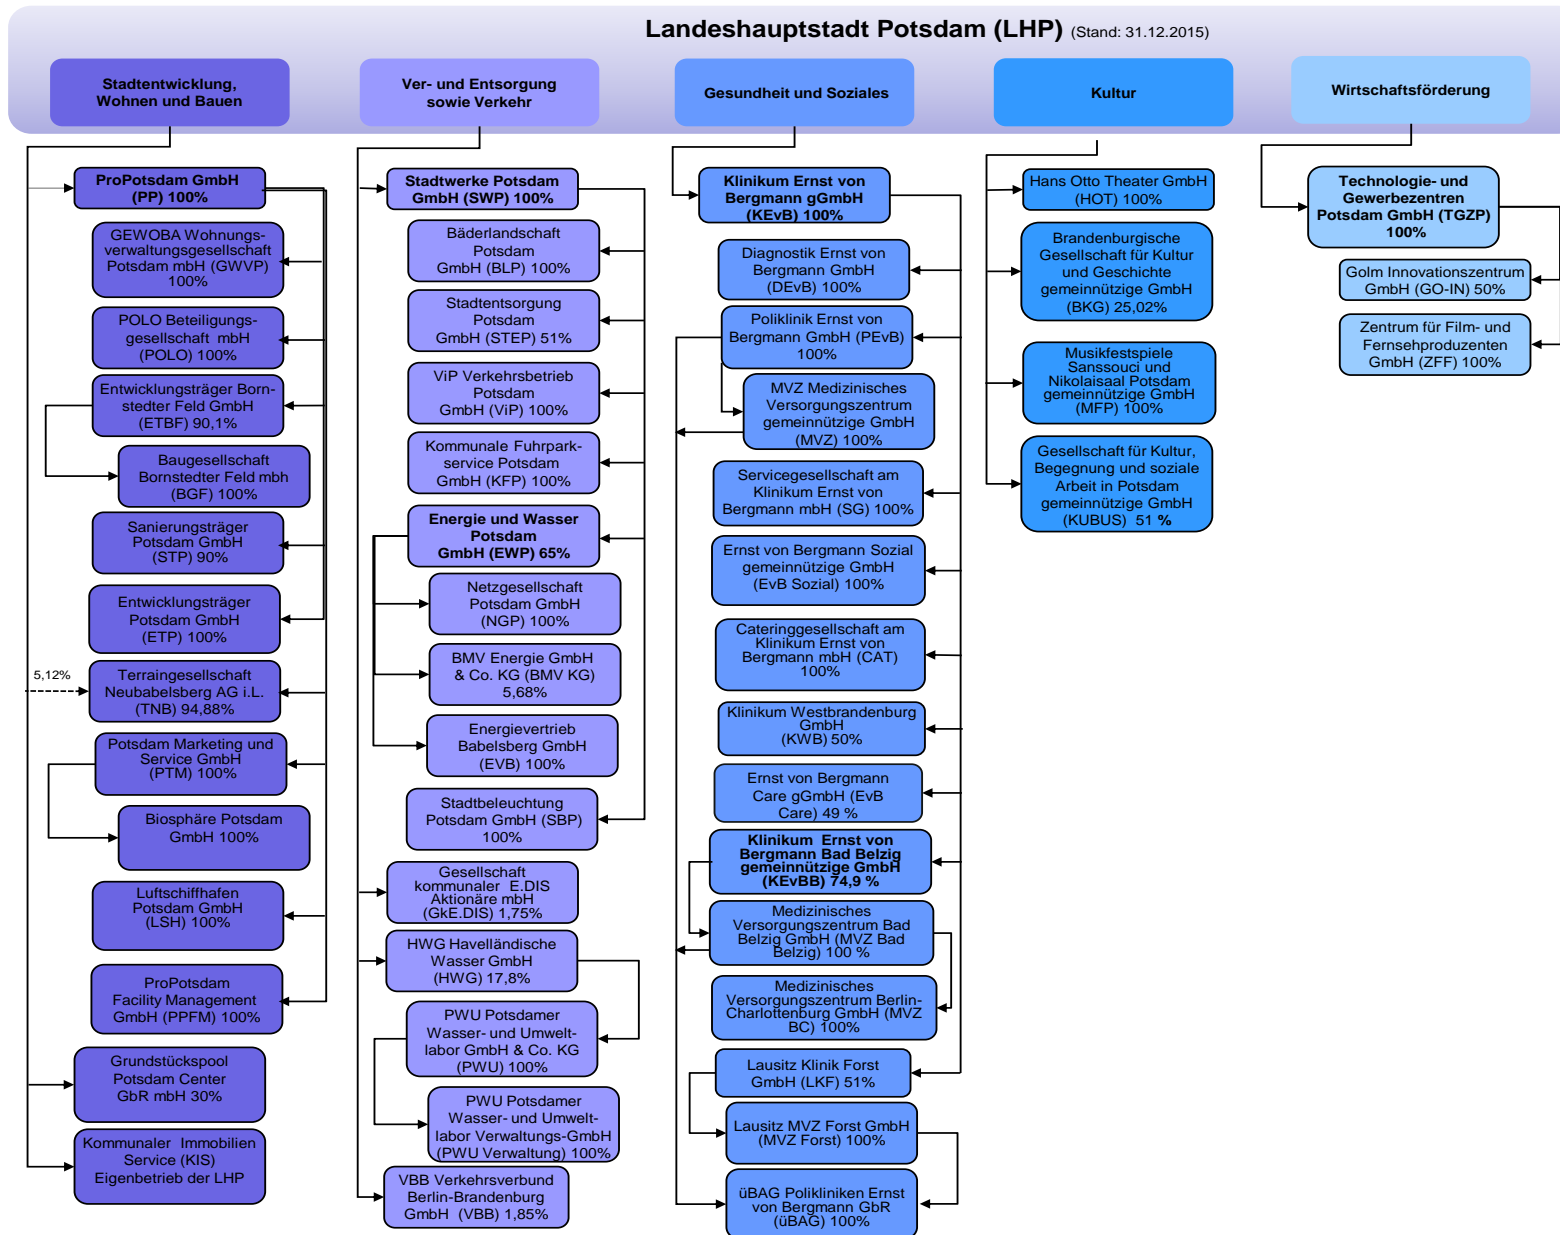 Landeshauptstadt Potsdam (LHP) (Stand: 31.12.2015)
Stadtentwicklung,
Wohnen und Bauen
Ver- und Entsorgung
sowie Verkehr
Gesundheit und Soziales
Kultur
Wirtschaftsförderung
ProPotsdam GmbH
(PP) 100%
GEWOBA Wohnungs-
verwaltungsgesellschaft
Potsdam mbH (GWVP)
100%
POLO Beteiligungs-
gesellschaft mbH
(POLO) 100%
Entwicklungsträger Born-
stedter Feld GmbH
(ETBF) 90,1%
Baugesellschaft
Bornstedter Feld mbh
(BGF) 100%
Sanierungsträger
Potsdam GmbH
(STP) 90%
Entwicklungsträger
Potsdam GmbH
(ETP) 100%
5,12%
Terraingesellschaft
Neubabelsberg AG i.L.
(TNB) 94,88%
Potsdam Marketing und
Service GmbH
(PTM) 100%
Biosphäre Potsdam
GmbH 100%
Luftschiffhafen
Potsdam GmbH
(LSH) 100%
ProPotsdam
Facility Management
GmbH (PPFM) 100%
Grundstückspool
Potsdam Center
GbR mbH 30%
Kommunaler Immobilien
Service (KIS)
Eigenbetrieb der LHP
Stadtwerke Potsdam
GmbH (SWP) 100%
Bäderlandschaft
Potsdam
GmbH (BLP) 100%
Stadtentsorgung
Potsdam
GmbH (STEP) 51%
ViP Verkehrsbetrieb
Potsdam
GmbH (ViP) 100%
Kommunale Fuhrpark-
service Potsdam
GmbH (KFP) 100%
Energie und Wasser
Potsdam
GmbH (EWP) 65%
Netzgesellschaft
Potsdam GmbH
(NGP) 100%
BMV Energie GmbH
& Co. KG (BMV KG)
5,68%
Energievertrieb
Babelsberg GmbH
(EVB) 100%
Stadtbeleuchtung
Potsdam GmbH (SBP)
100%
Gesellschaft
kommunaler E.DIS
Aktionäre mbH
(GkE.DIS) 1,75%
HWG Havelländische
Wasser GmbH
(HWG) 17,8%
PWU Potsdamer
Wasser- und Umwelt-
labor GmbH & Co. KG
(PWU) 100%
PWU Potsdamer
Wasser- und Umwelt-
labor Verwaltungs-GmbH
(PWU Verwaltung) 100%
VBB Verkehrsverbund
Berlin-Brandenburg
GmbH (VBB) 1,85%
Klinikum Ernst von
Bergmann gGmbH
(KEvB) 100%
Diagnostik Ernst von
Bergmann GmbH
(DEvB) 100%
Poliklinik Ernst von
Bergmann GmbH (PEvB)
100%
MVZ Medizinisches
Versorgungszentrum
gemeinnützige GmbH
(MVZ) 100%
Servicegesellschaft am
Klinikum Ernst von
Bergmann mbH (SG) 100%
Ernst von Bergmann Sozial
gemeinnützige GmbH
(EvB Sozial) 100%
Cateringgesellschaft am
Klinikum Ernst von
Bergmann mbH (CAT)
100%
Klinikum Westbrandenburg
GmbH
(KWB) 50%
Ernst von Bergmann
Care gGmbH (EvB
Care) 49 %
Klinikum Ernst von
Bergmann Bad Belzig
gemeinnützige GmbH
(KEvBB) 74,9 %
Medizinisches
Versorgungszentrum Bad
Belzig GmbH (MVZ Bad
Belzig) 100 %
Medizinisches
Versorgungszentrum Berlin-
Charlottenburg GmbH (MVZ
BC) 100%
Lausitz Klinik Forst
GmbH (LKF) 51%
Lausitz MVZ Forst GmbH
(MVZ Forst) 100%
üBAG Polikliniken Ernst
von Bergmann GbR
(üBAG) 100%
Hans Otto Theater GmbH
(HOT) 100%
Brandenburgische
Gesellschaft für Kultur
und Geschichte
gemeinnützige GmbH
(BKG) 25,02%
Musikfestspiele
Sanssouci und
Nikolaisaal Potsdam
gemeinnützige GmbH
(MFP) 100%
Gesellschaft für Kultur,
Begegnung und soziale
Arbeit in Potsdam
gemeinnützige GmbH
(KUBUS) 51 %
Technologie- und
Gewerbezentren
Potsdam GmbH (TGZP)
100%
Golm Innovationszentrum
GmbH (GO-IN) 50%
Zentrum für Film- und
Fernsehproduzenten
GmbH (ZFF) 100%